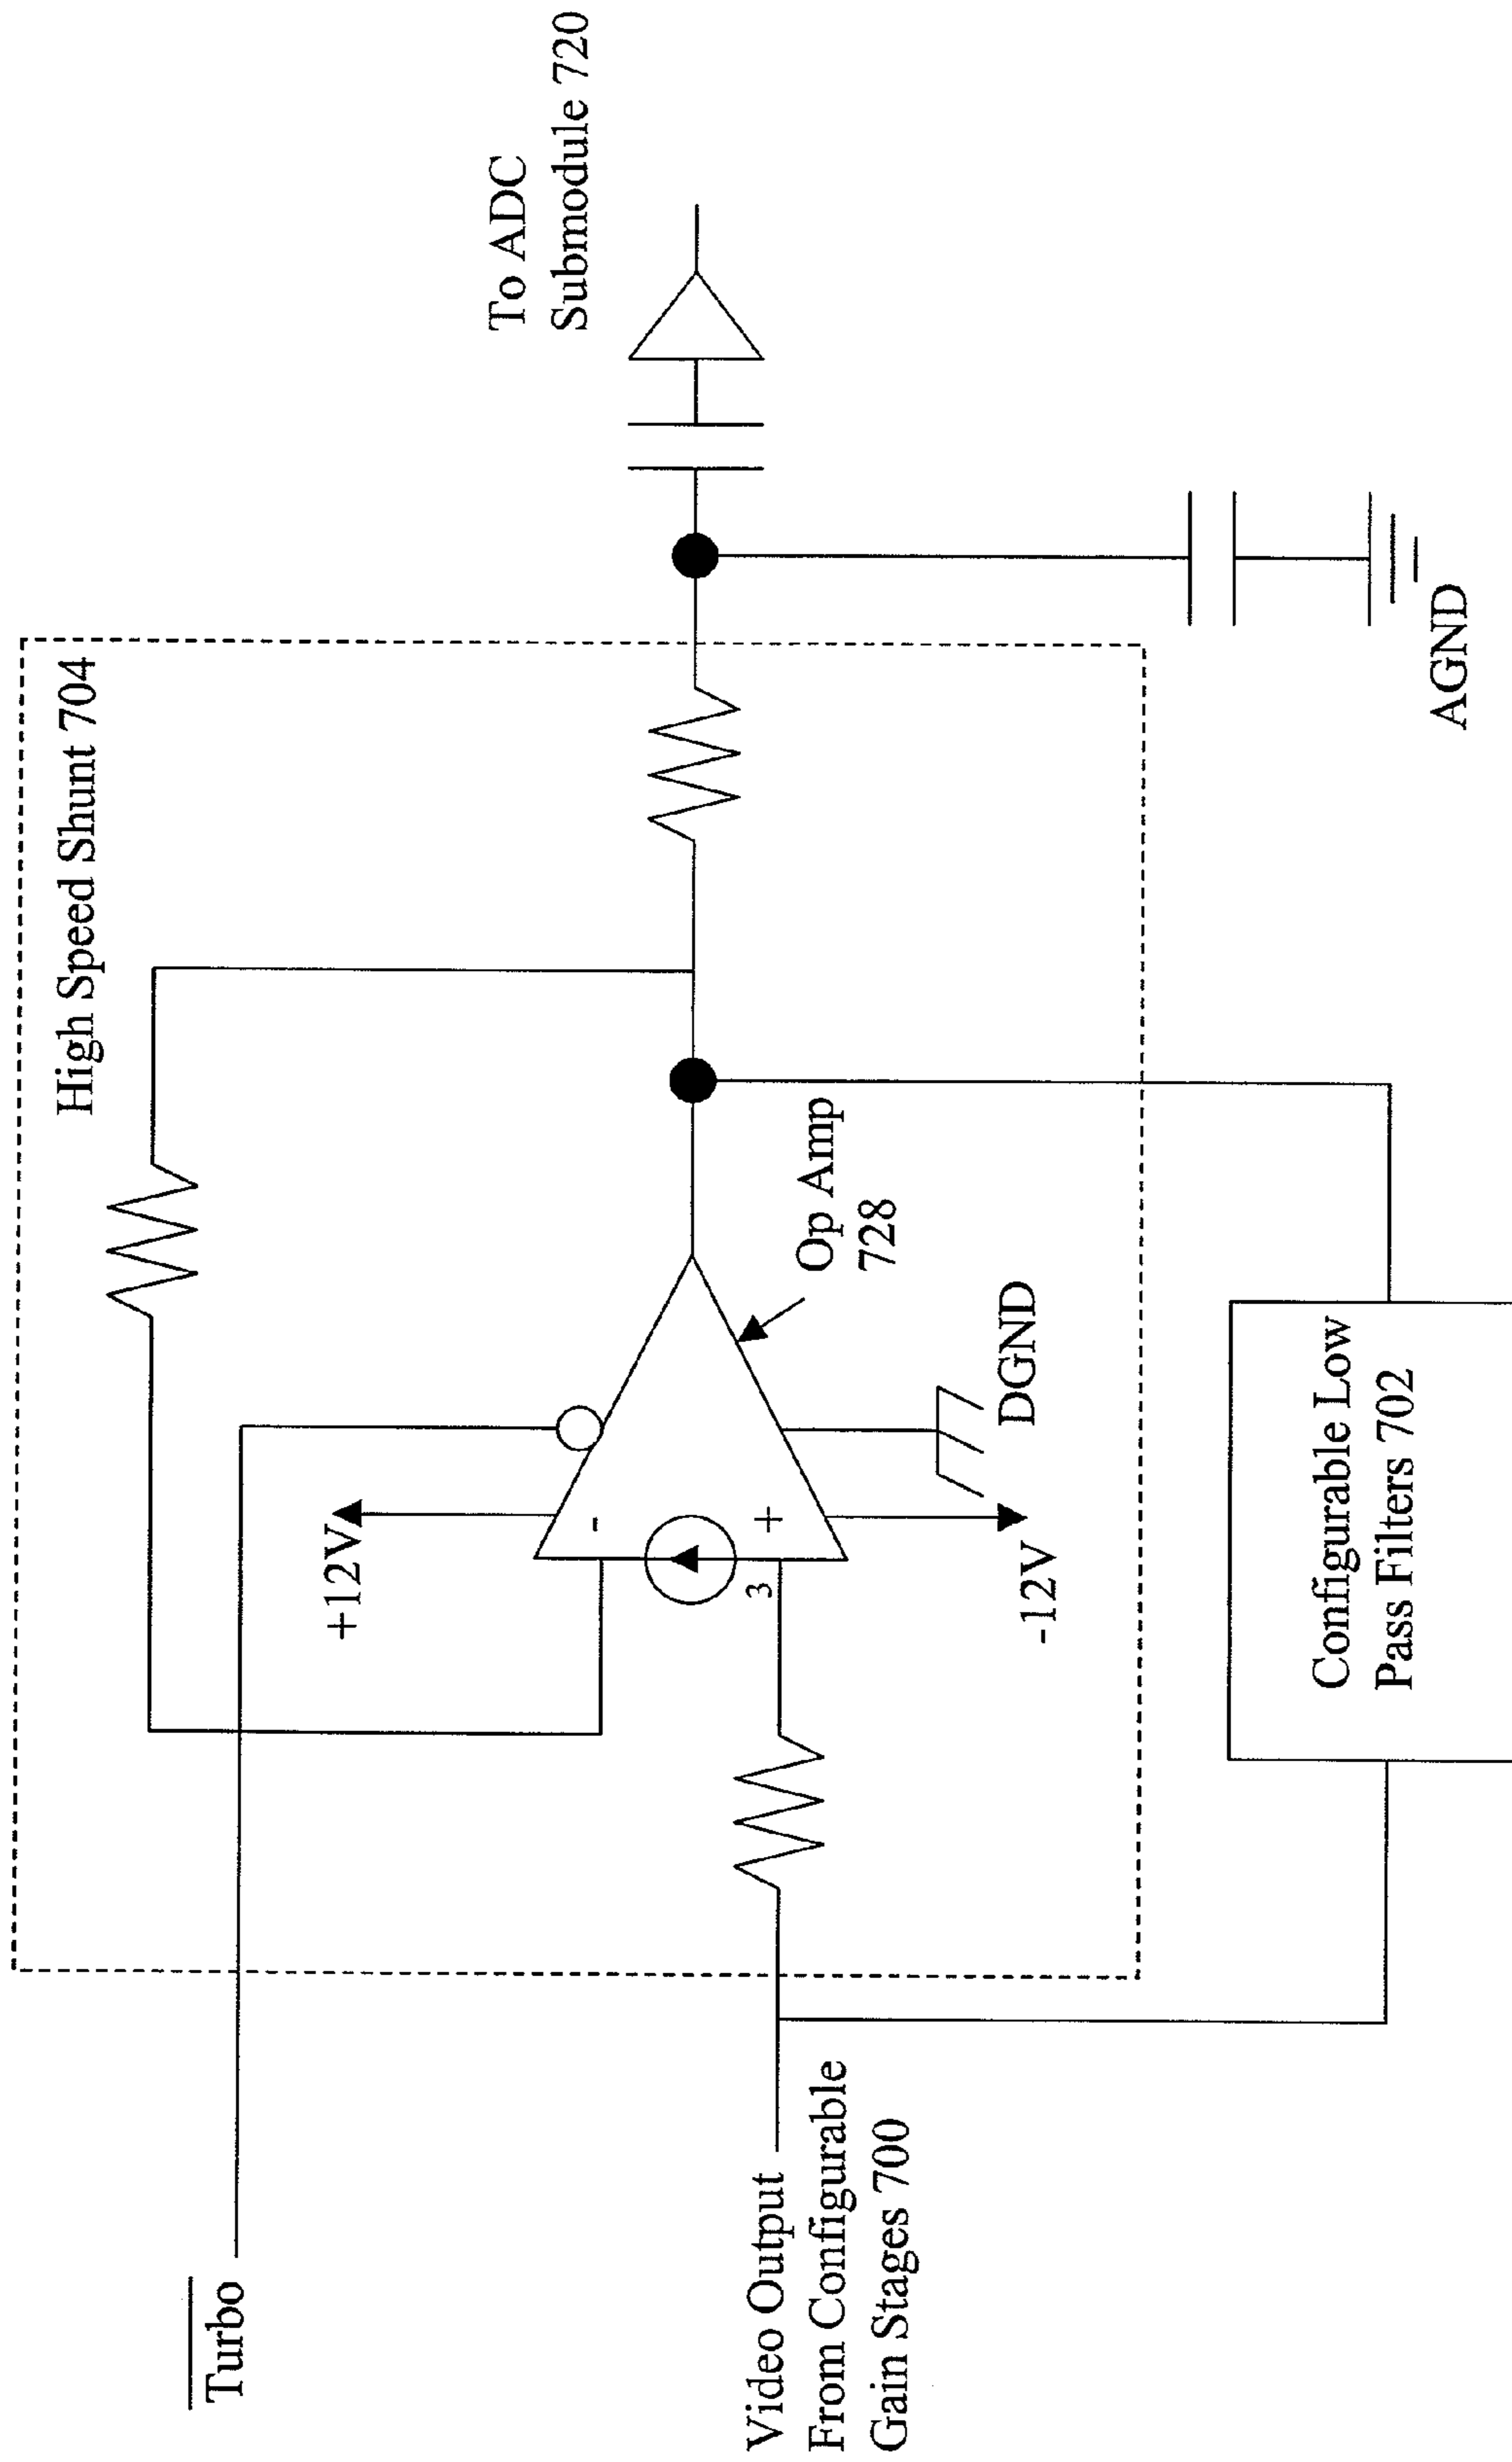 High Speed Shunt 704
Turbo
+12V
-
+
3
-12V
DGND
Op Amp
728
To ADC
Submodule 720
AGND
Video Output
From Configurable
Gain Stages 700
Configurable Low
Pass Filters 702